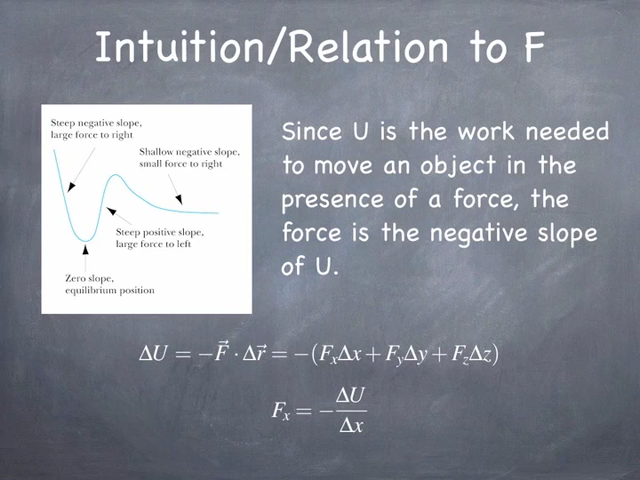 Intuition/Relation to F
Steep negative slope,
large force to right
Shallow negative slope,
small force to right
Steep positive slope,
large force to left
Zero slope,
equilibrium position
Since U is the work needed
to move an object in the
presence of a force, the
force is the negative slope
of U.
ΔU = −F⃗ · Δr⃗ = −(FₓΔx + F_yΔy + F_zΔz)
Fₓ = − ΔU/Δx